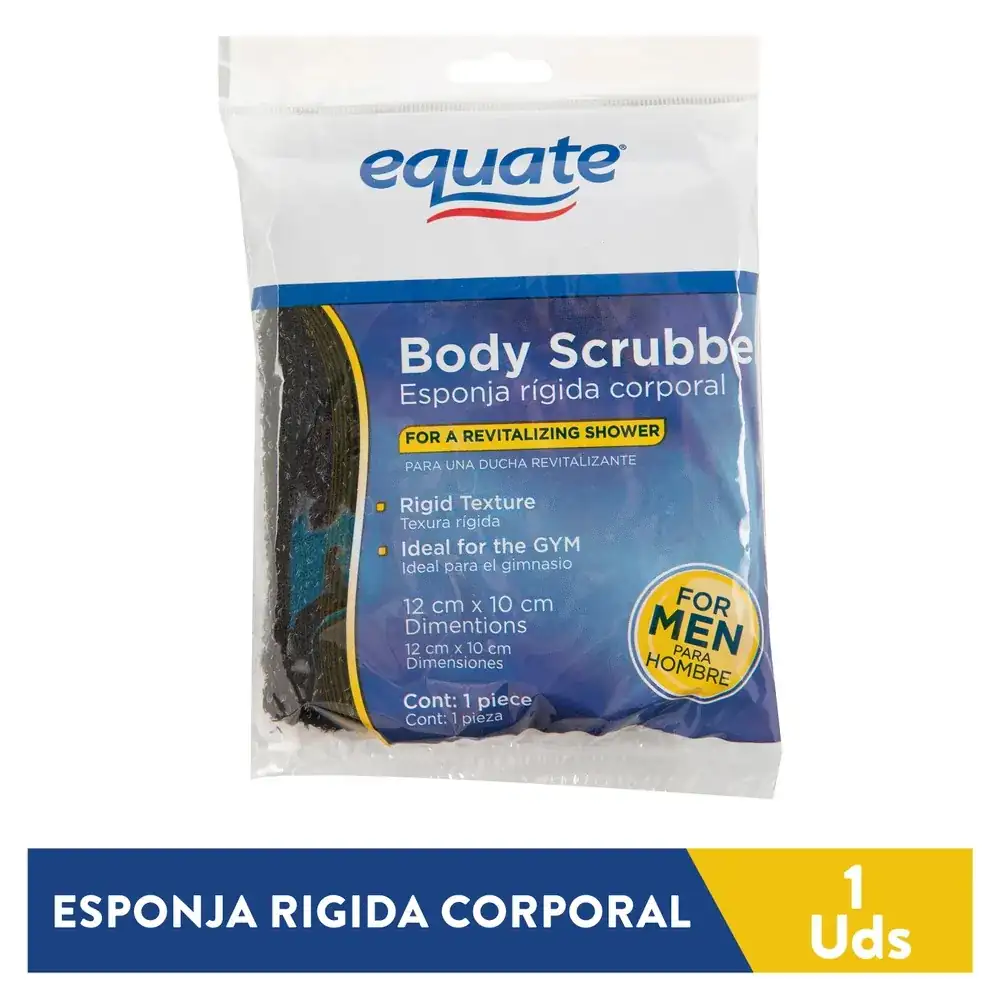 equate
Body Scrubbe
Esponja rígida corporal
FOR A REVITALIZING SHOWER
PARA UNA DUCHA REVITALIZANTE
Rigid Texture
Texura rígida
Ideal for the GYM
Ideal para el gimnasio
12 cm x 10 cm
Dimentions
12 cm x 10 cm
Dimensiones
Cont: 1 piece
Cont: 1 pieza
FOR
MEN
PARA
HOMBRE
ESPONJA RIGIDA CORPORAL
1
Uds